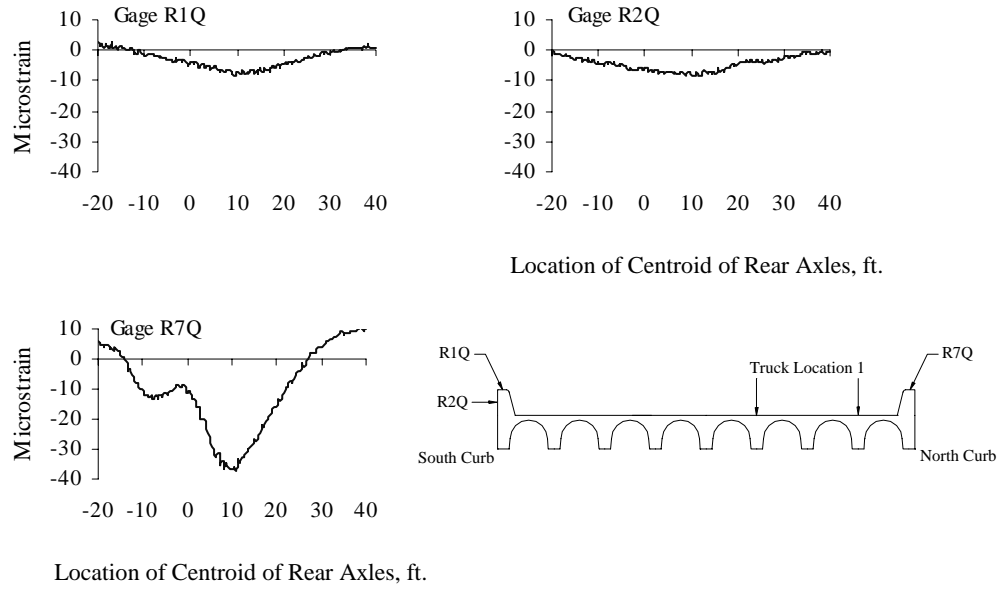 Gage R1Q
10
0
-10
-20
-30
-40
Microstrain
-20 -10 0 10 20 30 40
Gage R2Q
10
0
-10
-20
-30
-40
-20 -10 0 10 20 30 40
Location of Centroid of Rear Axles, ft.
Gage R7Q
10
0
-10
-20
-30
-40
Microstrain
-20 -10 0 10 20 30 40
Location of Centroid of Rear Axles, ft.
R1Q
R2Q
Truck Location 1
R7Q
South Curb
North Curb